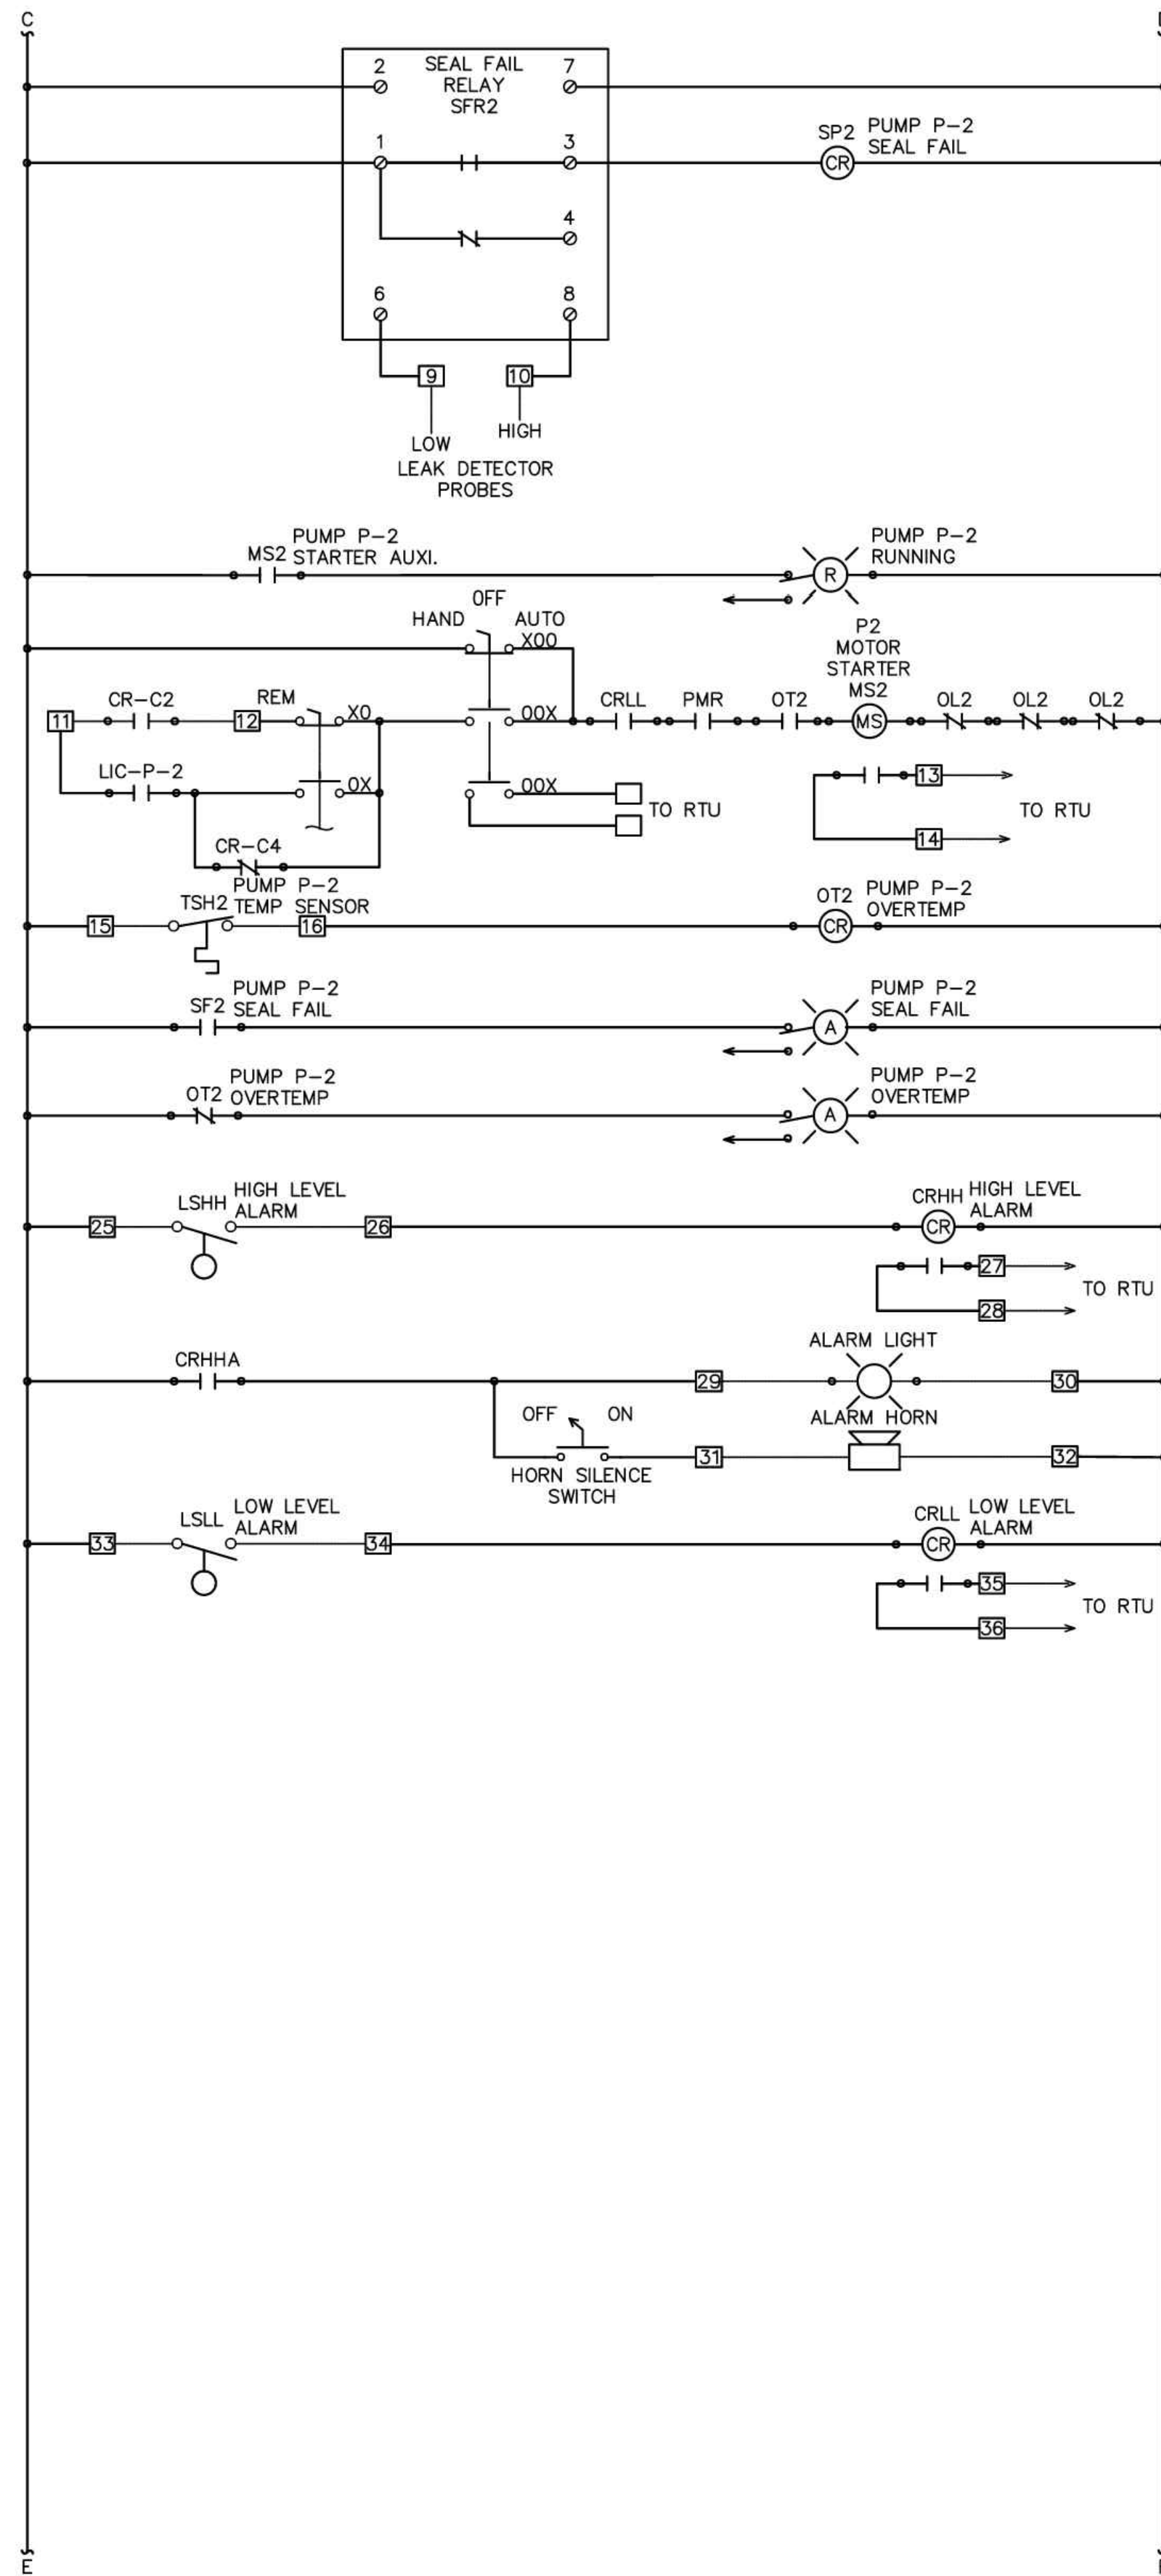 C
2 SEAL FAIL 7
RELAY
SFR2
1 3
SP2 PUMP P-2
SEAL FAIL
CR
4
6 8
9 10
LOW HIGH
LEAK DETECTOR
PROBES
MS2 PUMP P-2
STARTER AUXI.
PUMP P-2
RUNNING
R
OFF
HAND AUTO
X00
P2
MOTOR
STARTER
MS2
11 CR-C2 12 REM X0 00X CRLL PMR OT2 MS OL2 OL2 OL2
LIC-P-2 0X 00X
TO RTU
13
TO RTU
14
CR-C4
TSH2 PUMP P-2
TEMP SENSOR
15 16
OT2 PUMP P-2
OVERTEMP
CR
SF2 PUMP P-2
SEAL FAIL
PUMP P-2
SEAL FAIL
A
OT2 PUMP P-2
OVERTEMP
PUMP P-2
OVERTEMP
A
LSHH HIGH LEVEL
ALARM
25 26
CRHH HIGH LEVEL
ALARM
CR
27
TO RTU
28
CRHHA
ALARM LIGHT
29 30
OFF ON
ALARM HORN
31 32
HORN SILENCE
SWITCH
LSLL LOW LEVEL
ALARM
33 34
CRLL LOW LEVEL
ALARM
CR
35
TO RTU
36
E